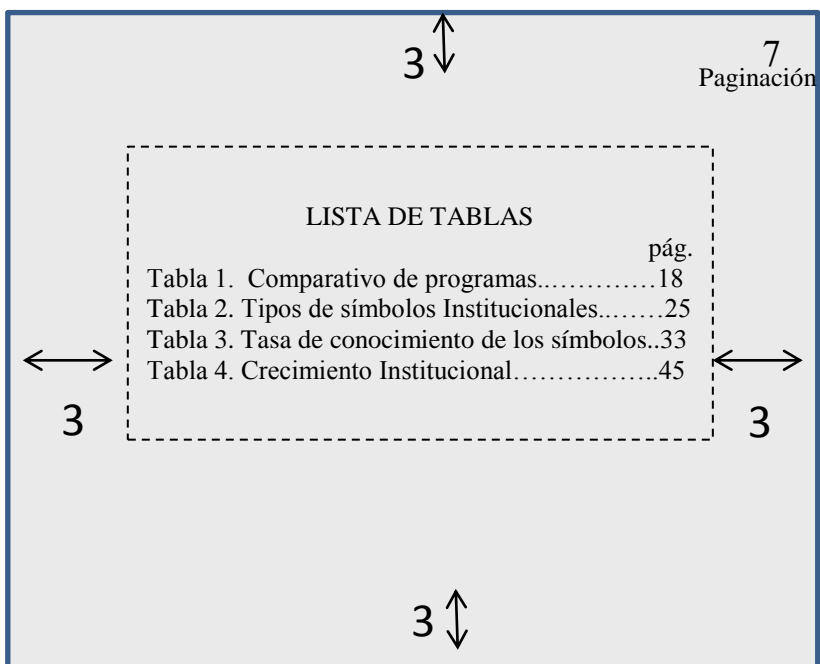 3
7
Paginación
LISTA DE TABLAS
pág.
Tabla 1.  Comparativo de programas..…………18
Tabla 2. Tipos de símbolos Institucionales..……25
Tabla 3. Tasa de conocimiento de los símbolos..33
Tabla 4. Crecimiento Institucional……………..45
3
3
3